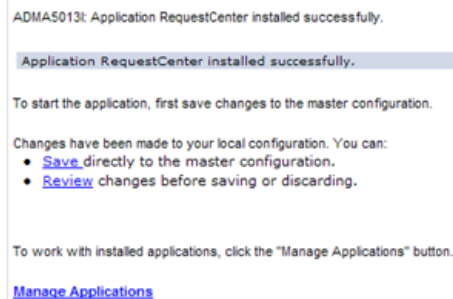 ADMA5013I: Application RequestCenter installed successfully.
Application RequestCenter installed successfully.
To start the application, first save changes to the master configuration.
Changes have been made to your local configuration. You can:
• Save directly to the master configuration.
• Review changes before saving or discarding.
To work with installed applications, click the "Manage Applications" button.
Manage Applications